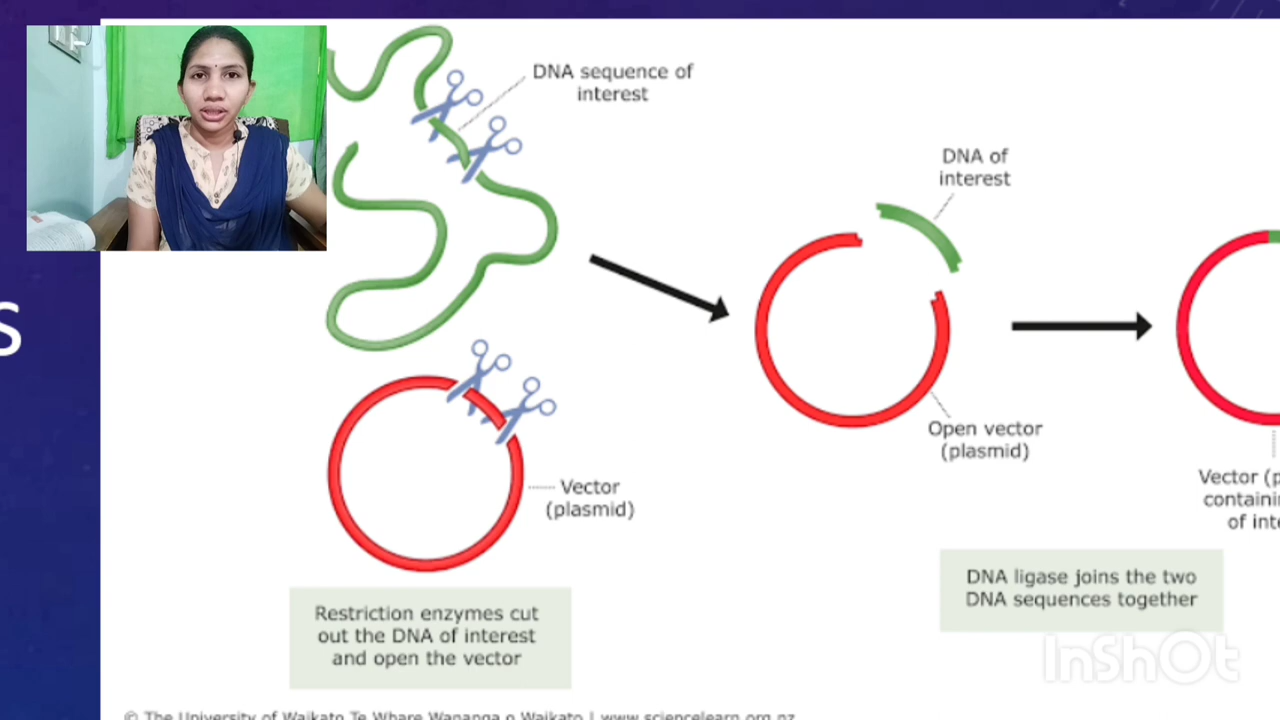 S
DNA sequence of
interest
DNA of
interest
Open vector
(plasmid)
Vector
(plasmid)
Vector (p
containi
of inte
Restriction enzymes cut
out the DNA of interest
and open the vector
DNA ligase joins the two
DNA sequences together
InShOt
© The University of Waikato Te Whare Wananga o Waikato | www.sciencelearn.org.nz